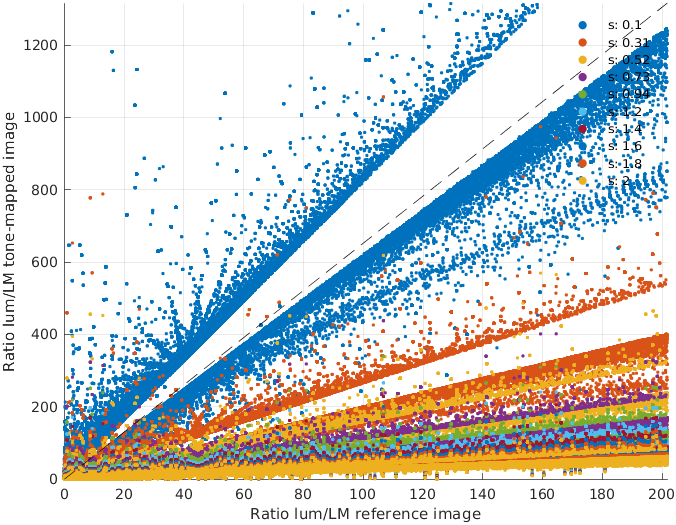 1200
1000
800
600
400
200
0
0 20 40 60 80 100 120 140 160 180 200
Ratio lum/LM tone-mapped image
Ratio lum/LM reference image
s: 0.1
s: 0.31
s: 0.52
s: 0.73
s: 0.94
s: 1.2
s: 1.4
s: 1.6
s: 1.8
s: 2